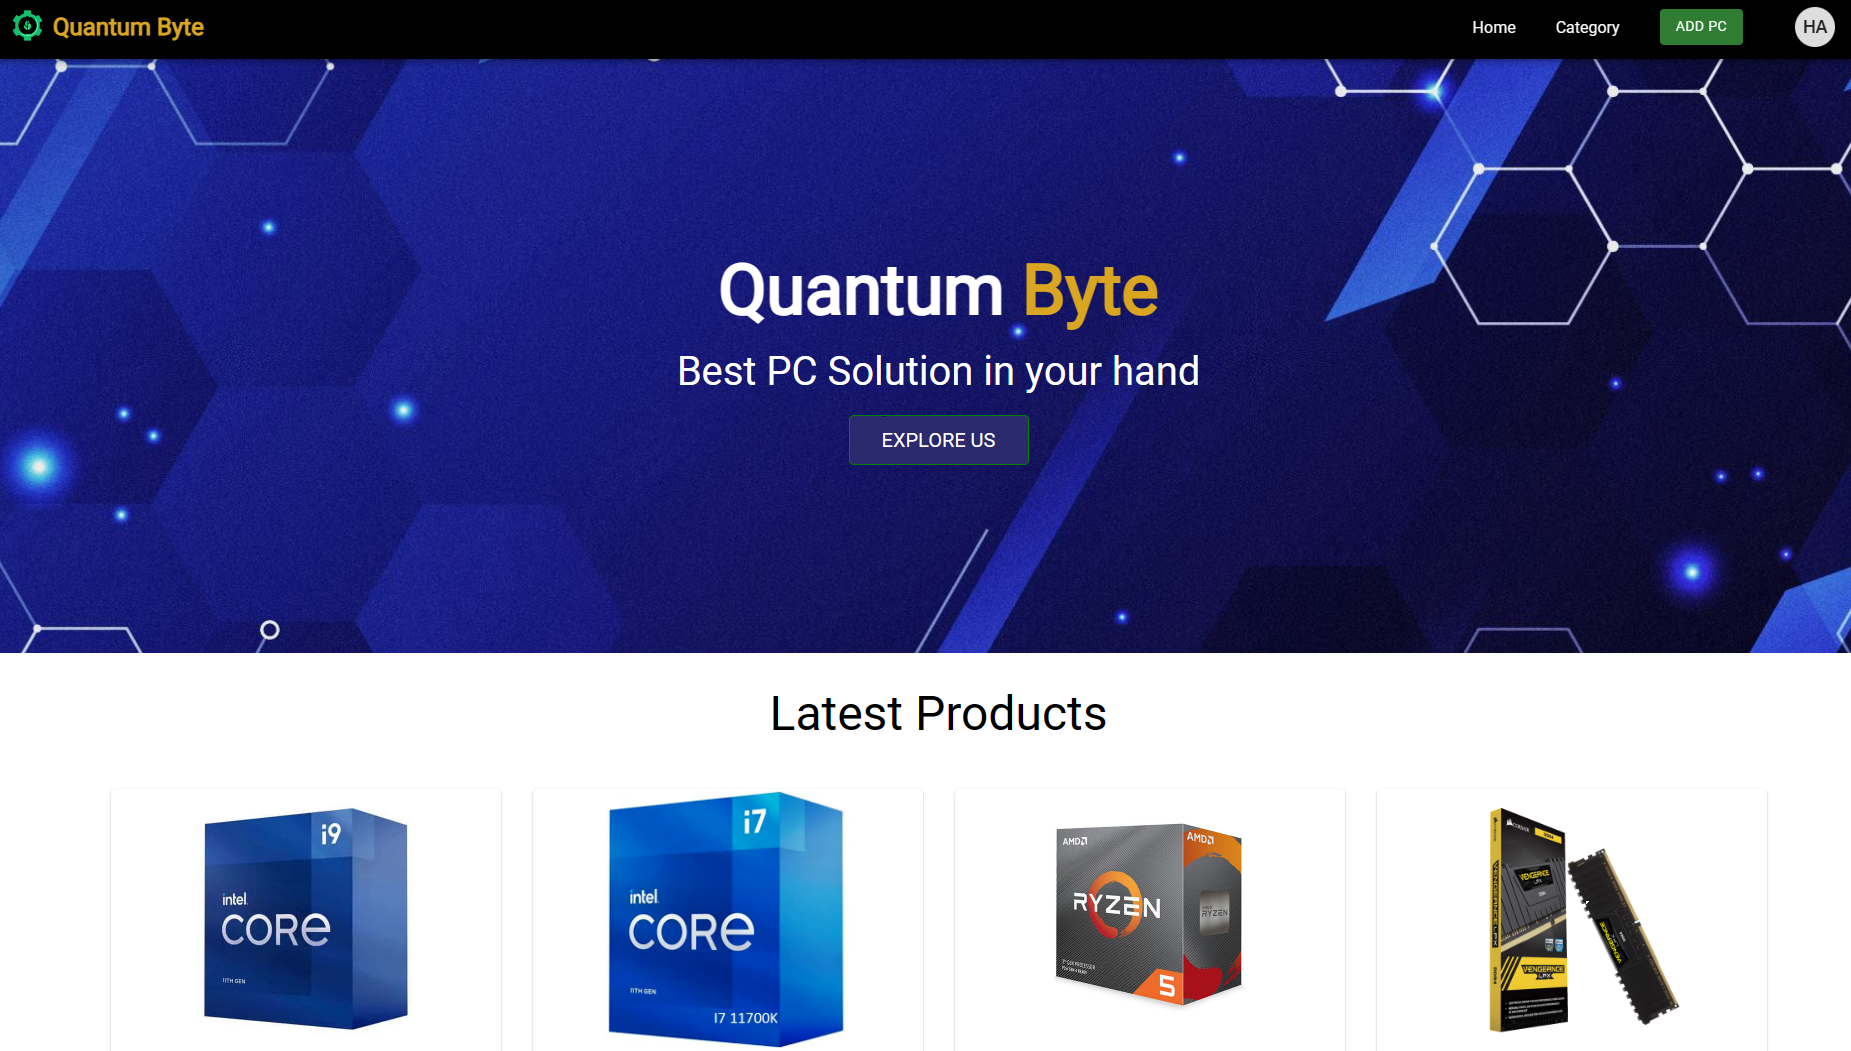 Quantum Byte
Home
Category
ADD PC
HA
Quantum Byte
Best PC Solution in your hand
EXPLORE US
Latest Products
i9
intel
CORE
11TH GEN
i7
intel
CORE
11TH GEN
I7 11700K
AMD
AMD
RYZEN
RYZEN
5
CORSAIR
VENGEANCE
LPX
VENGEANCE LPX
VENGEANCE
LPX
VENGEANCE